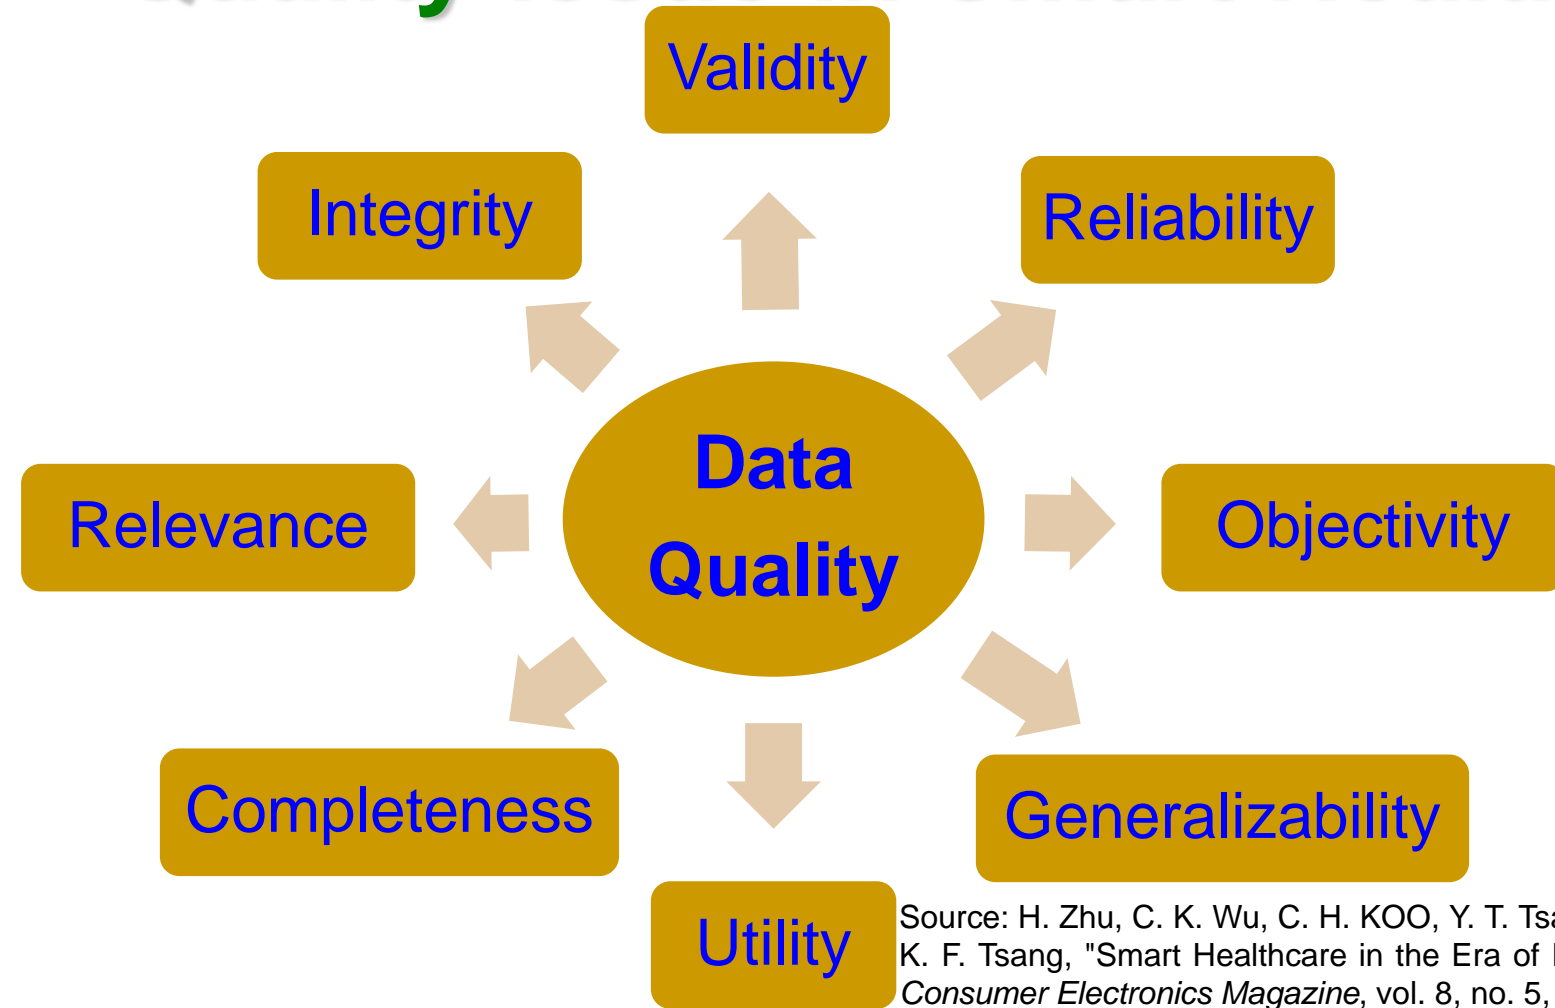 Validity
Integrity
Reliability
Data
Quality
Relevance
Objectivity
Completeness
Generalizability
Utility
Source: H. Zhu, C. K. Wu, C. H. KOO, Y. T.
K. F. Tsang, "Smart Healthcare in the Era of
Consumer Electronics Magazine, vol. 8, no. 5,